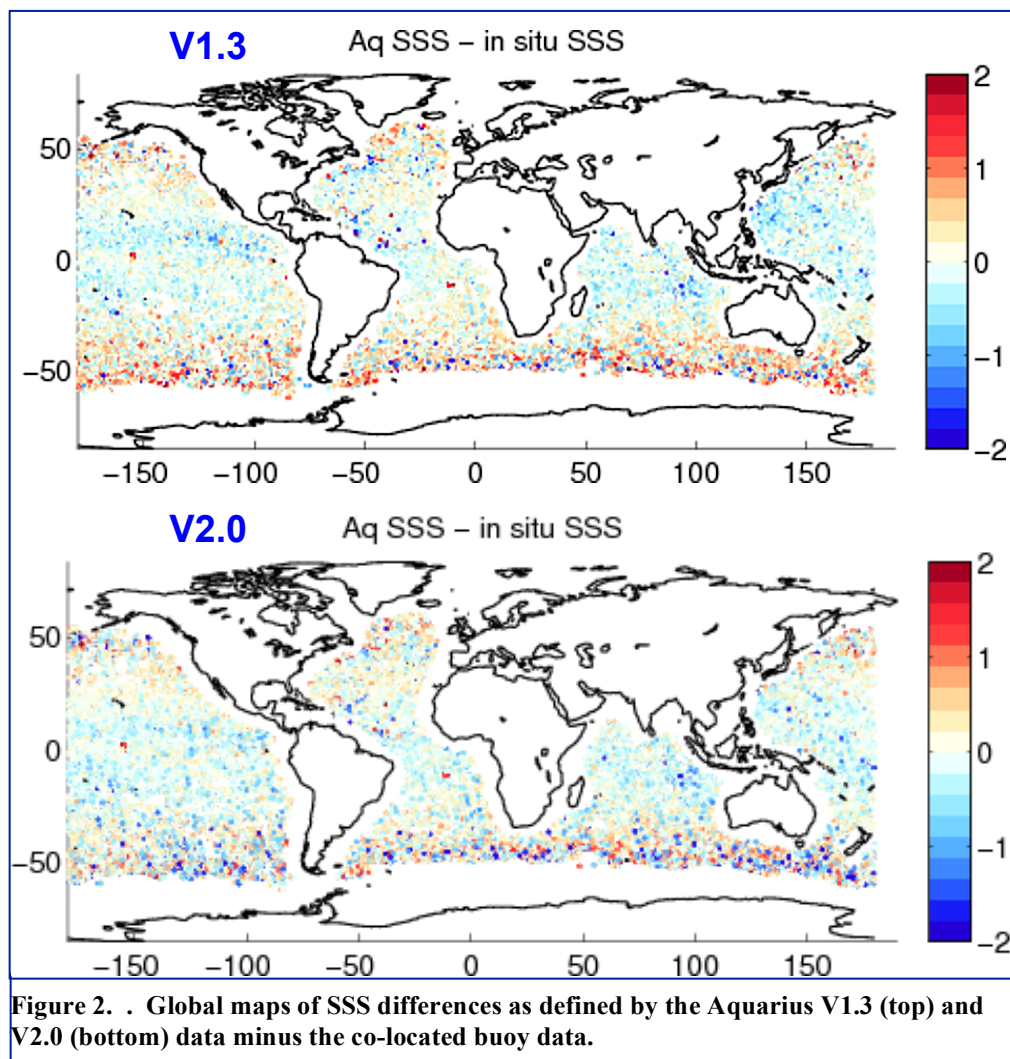 V1.3 Aq SSS – in situ SSS
2
1
0
−1
−2
50
0
−50
−150 −100 −50 0 50 100 150
V2.0 Aq SSS – in situ SSS
2
1
0
−1
−2
50
0
−50
−150 −100 −50 0 50 100 150
Figure 2. . Global maps of SSS differences as defined by the Aquarius V1.3 (top) and
V2.0 (bottom) data minus the co-located buoy data.